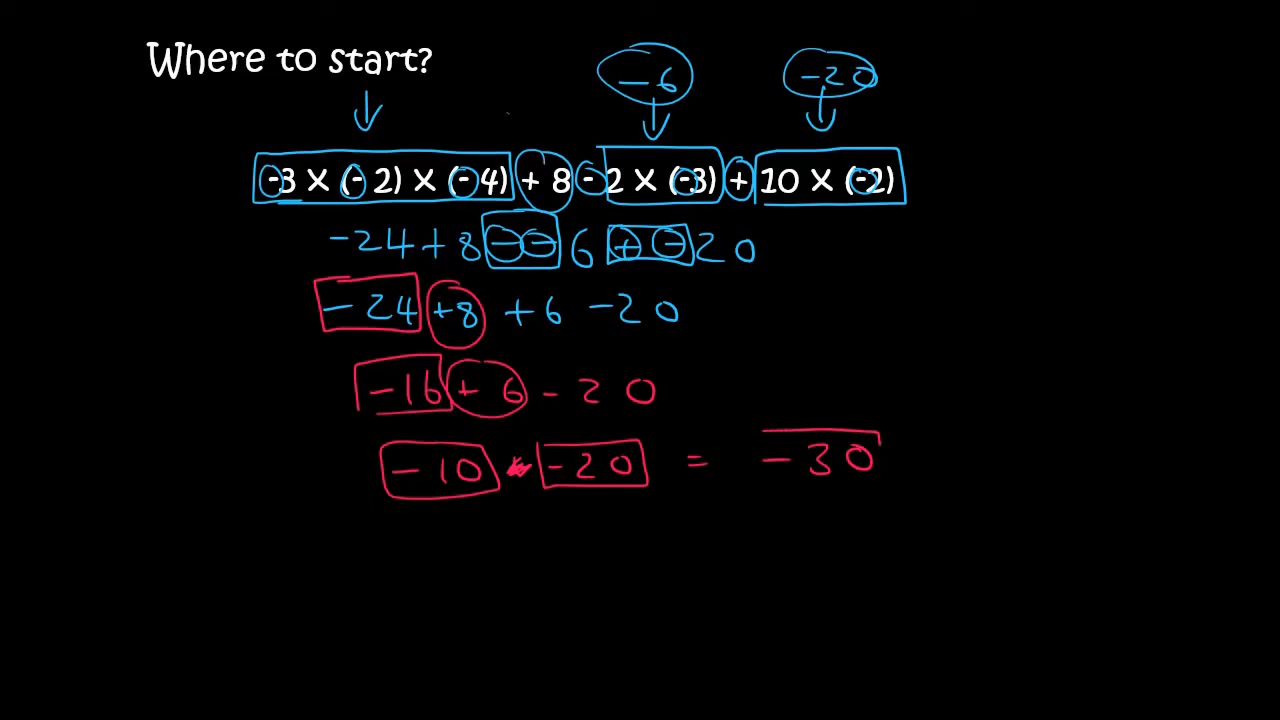 Where to start?
-6 -20
-3 × (- 2) × (- 4) + 8 - 2 × (-3) + 10 × (-2)
-24 + 8 - - 6 + - 20
- 24 + 8 + 6 - 20
- 16 + 6 - 20
- 10 - 20 = - 30